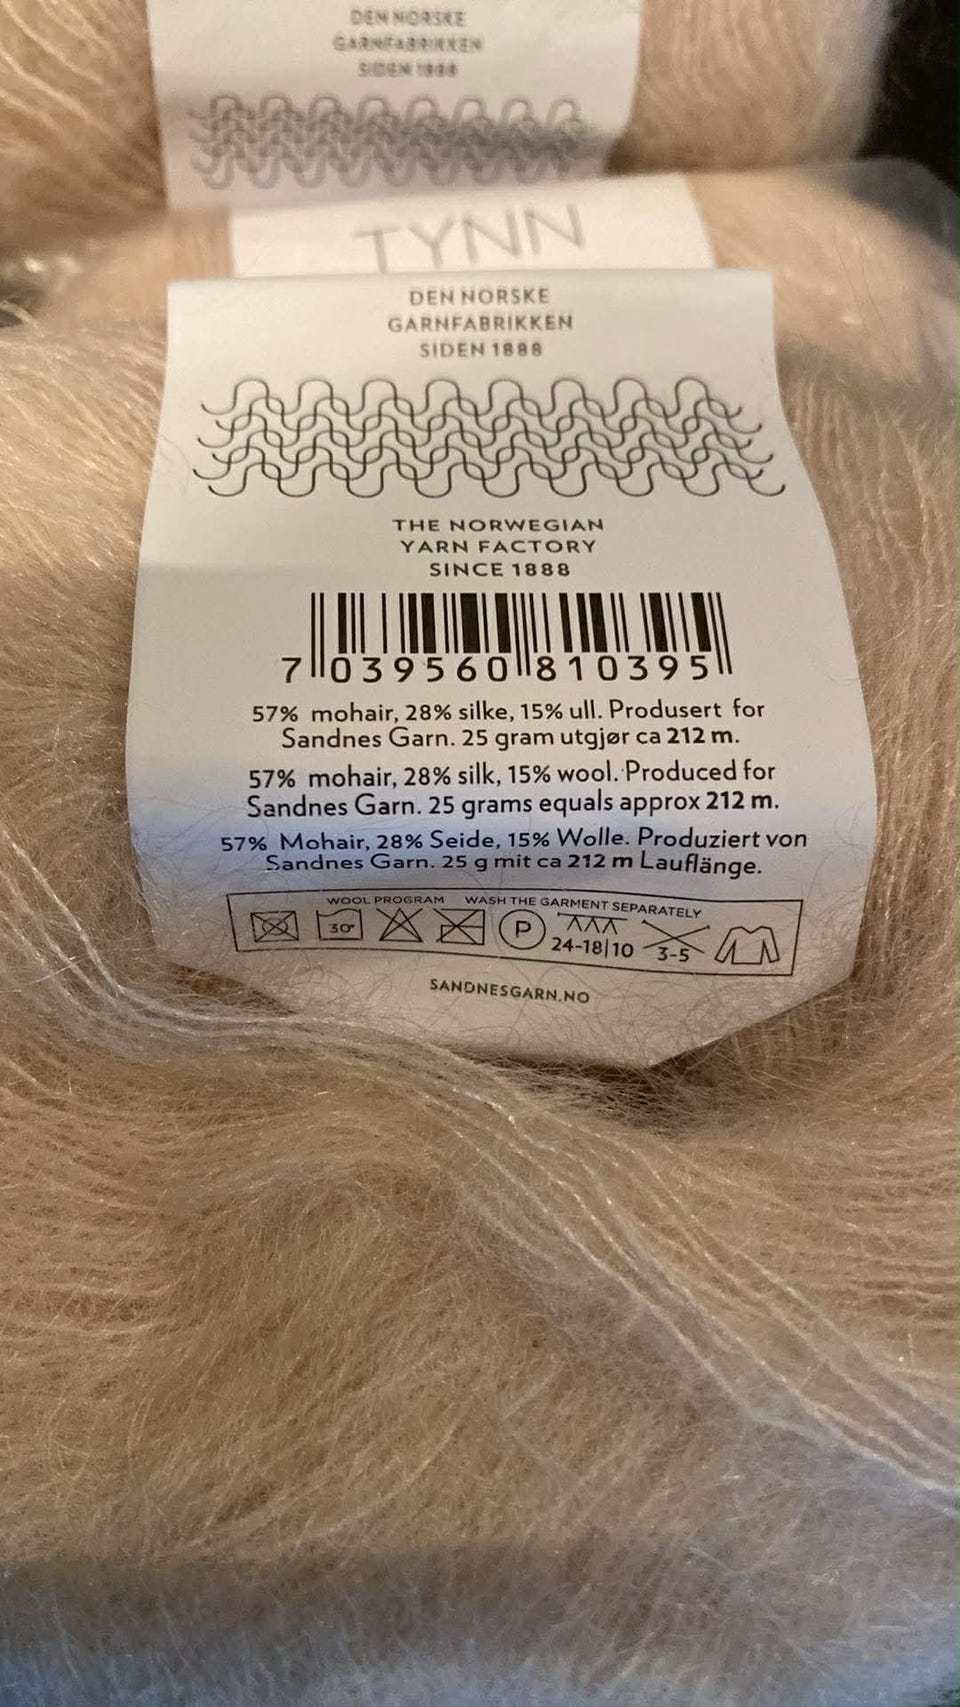 DEN NORSKE
GARNFABRIKKEN
SIDEN 1888
TYNN
DEN NORSKE
GARNFABRIKKEN
SIDEN 1888
THE NORWEGIAN
YARN FACTORY
SINCE 1888
7 039560 810395
57% mohair, 28% silke, 15% ull. Produsert for
Sandnes Garn. 25 gram utgjør ca 212 m.
57% mohair, 28% silk, 15% wool. Produced for
Sandnes Garn. 25 grams equals approx 212 m.
57% Mohair, 28% Seide, 15% Wolle. Produziert von
Sandnes Garn. 25 g mit ca 212 m Lauflänge.
WOOL PROGRAM WASH THE GARMENT SEPARATELY
30° P 24-18|10 3-5
SANDNESGARN.NO